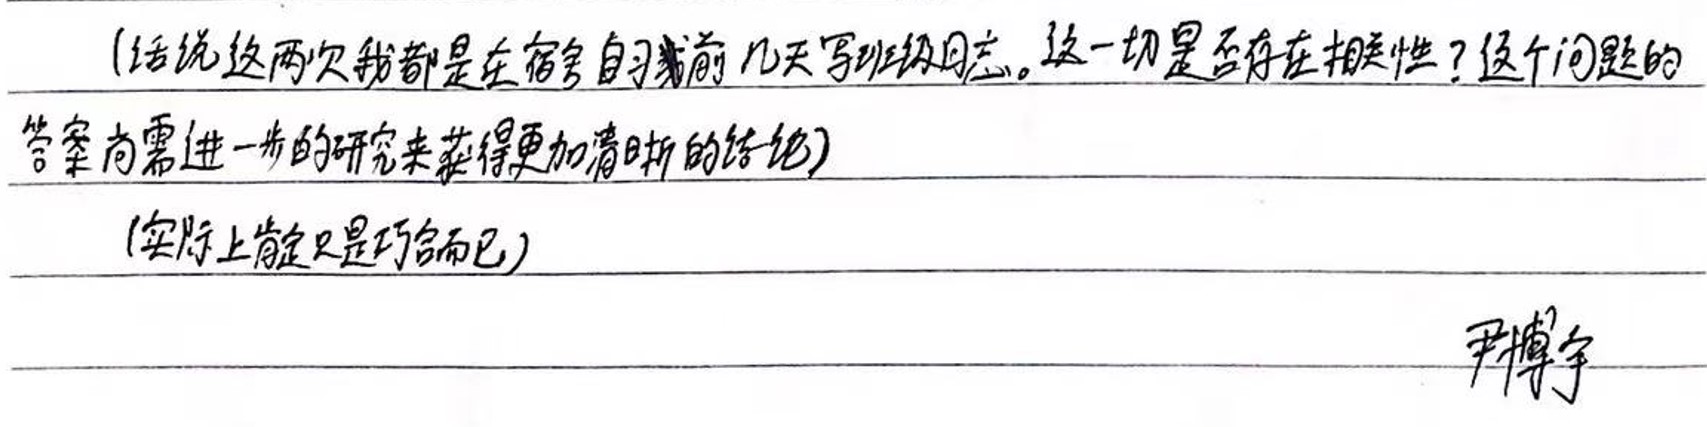 (话说这两次我都是在宿舍自习前几天写班级日志。这一切是否存在相关性?这个问题的
答案尚需进一步的研究来获得更加清晰的结论)
(实际上肯定只是巧合而已)
尹博宇